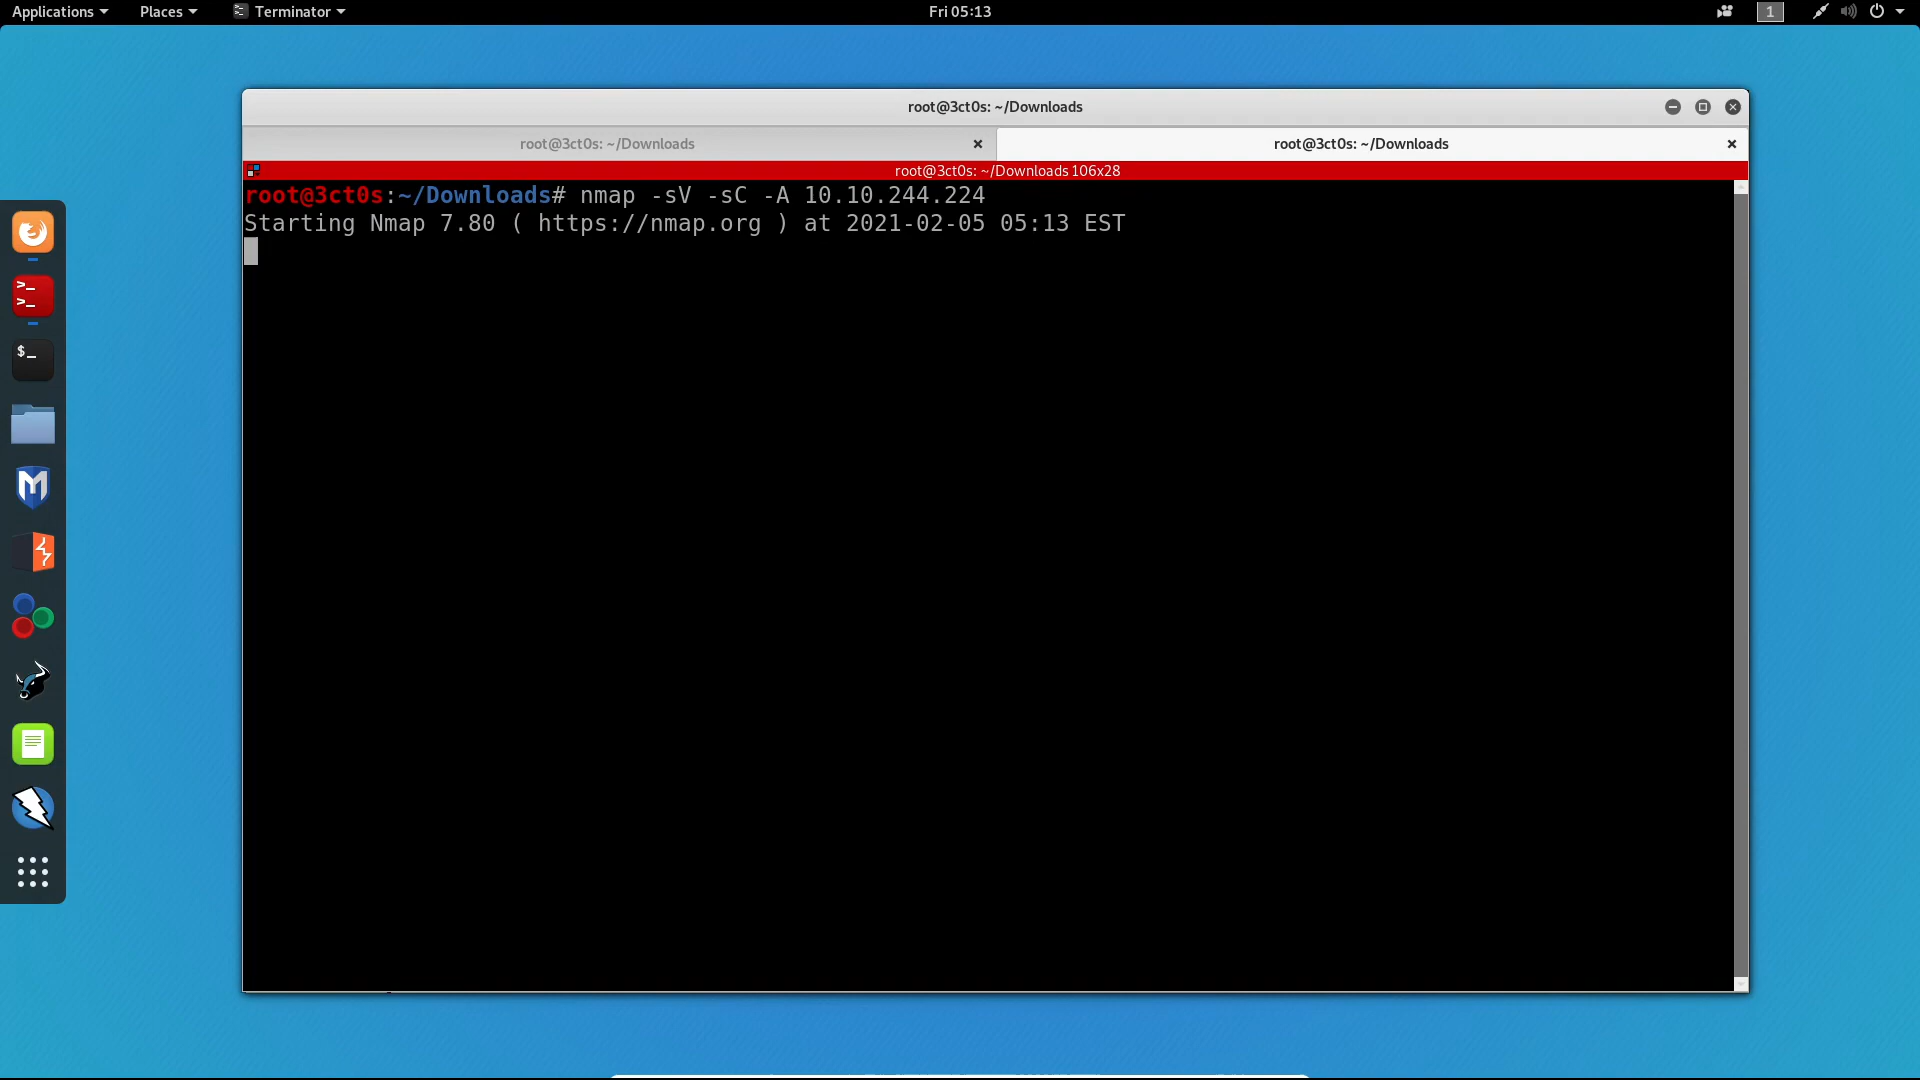 Applications Places Terminator Fri 05:13 1
root@3ct0s: ~/Downloads
root@3ct0s: ~/Downloads root@3ct0s: ~/Downloads
root@3ct0s: ~/Downloads 106x28
root@3ct0s:~/Downloads# nmap -sV -sC -A 10.10.244.224
Starting Nmap 7.80 ( https://nmap.org ) at 2021-02-05 05:13 EST
>_
>_
$_
M